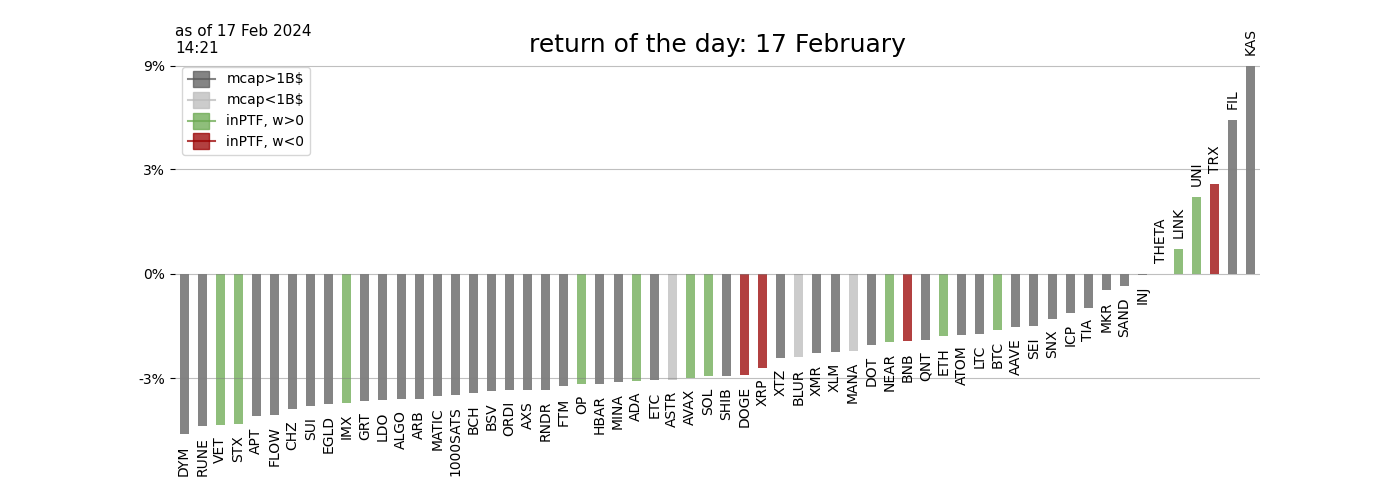 as of 17 Feb 2024
14:21
return of the day: 17 February
mcap>1B$
mcap<1B$
inPTF, w>0
inPTF, w<0
9%
3%
0%
-3%
DYM
RUNE
VET
STX
APT
FLOW
CHZ
SUI
EGLD
IMX
GRT
LDO
ALGO
ARB
MATIC
1000SATS
BCH
BSV
ORDI
AXS
RNDR
FTM
OP
HBAR
MINA
ADA
ETC
ASTR
AVAX
SOL
SHIB
DOGE
XRP
XTZ
BLUR
XMR
XLM
MANA
DOT
NEAR
BNB
QNT
ETH
ATOM
LTC
BTC
AAVE
SEI
SNX
ICP
TIA
MKR
SAND
INJ
THETA
LINK
UNI
TRX
FIL
KAS